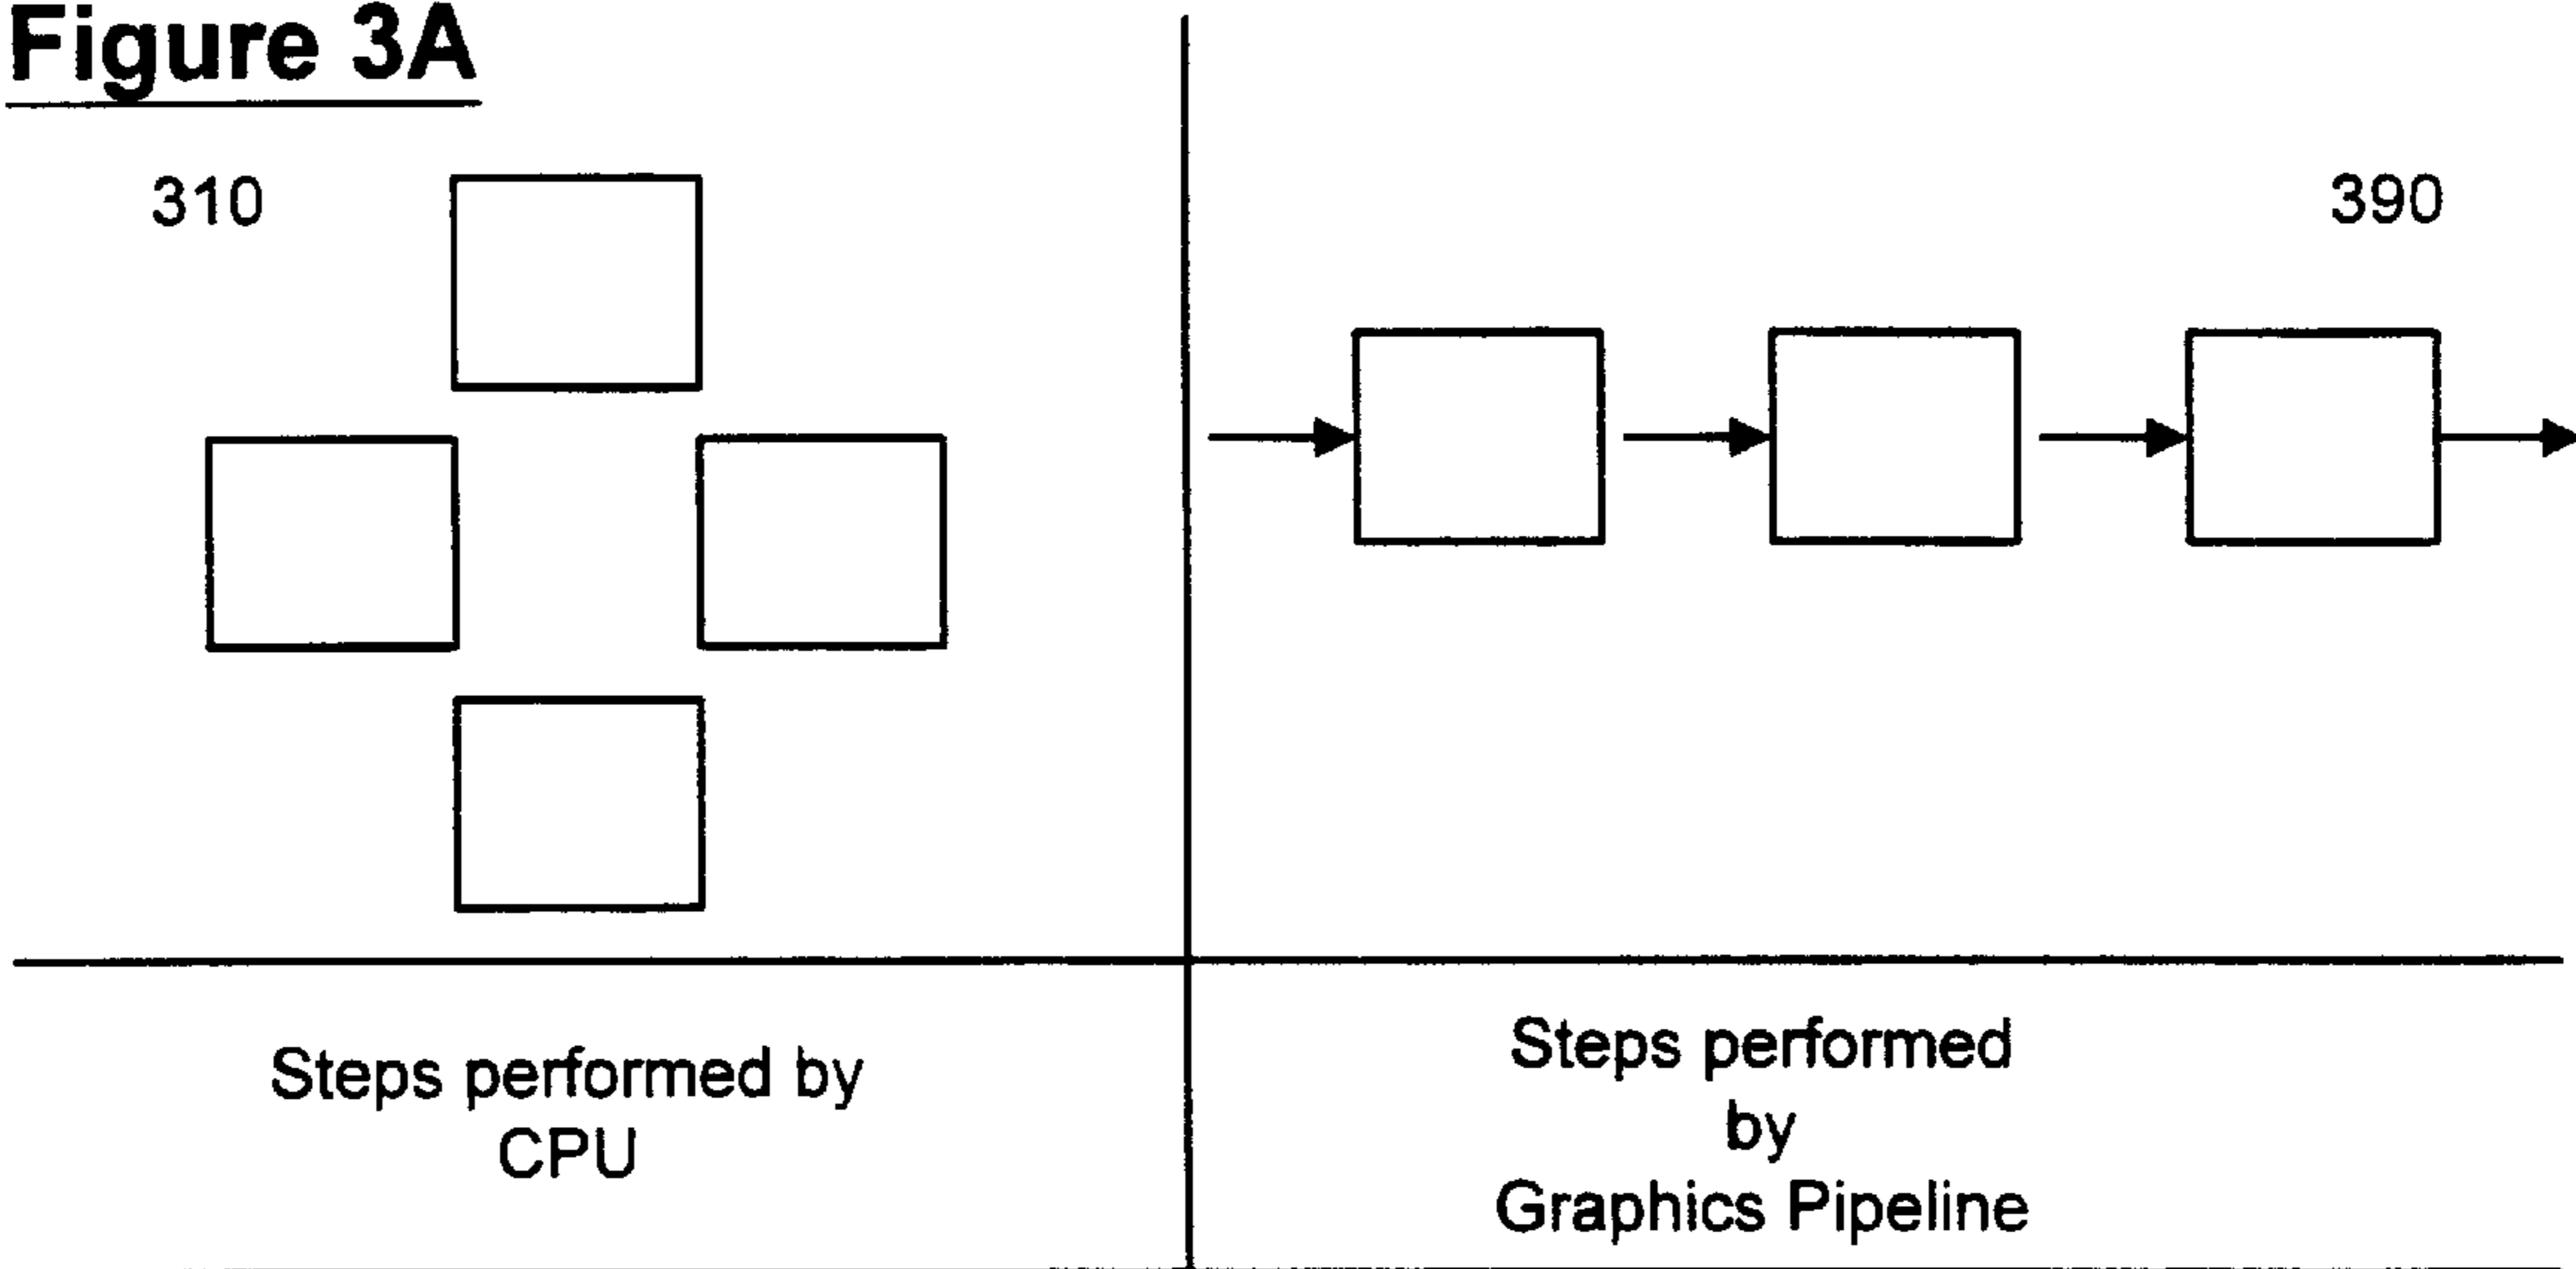 Figure 3A
310
390
Steps performed by
CPU
Steps performed
by
Graphics Pipeline